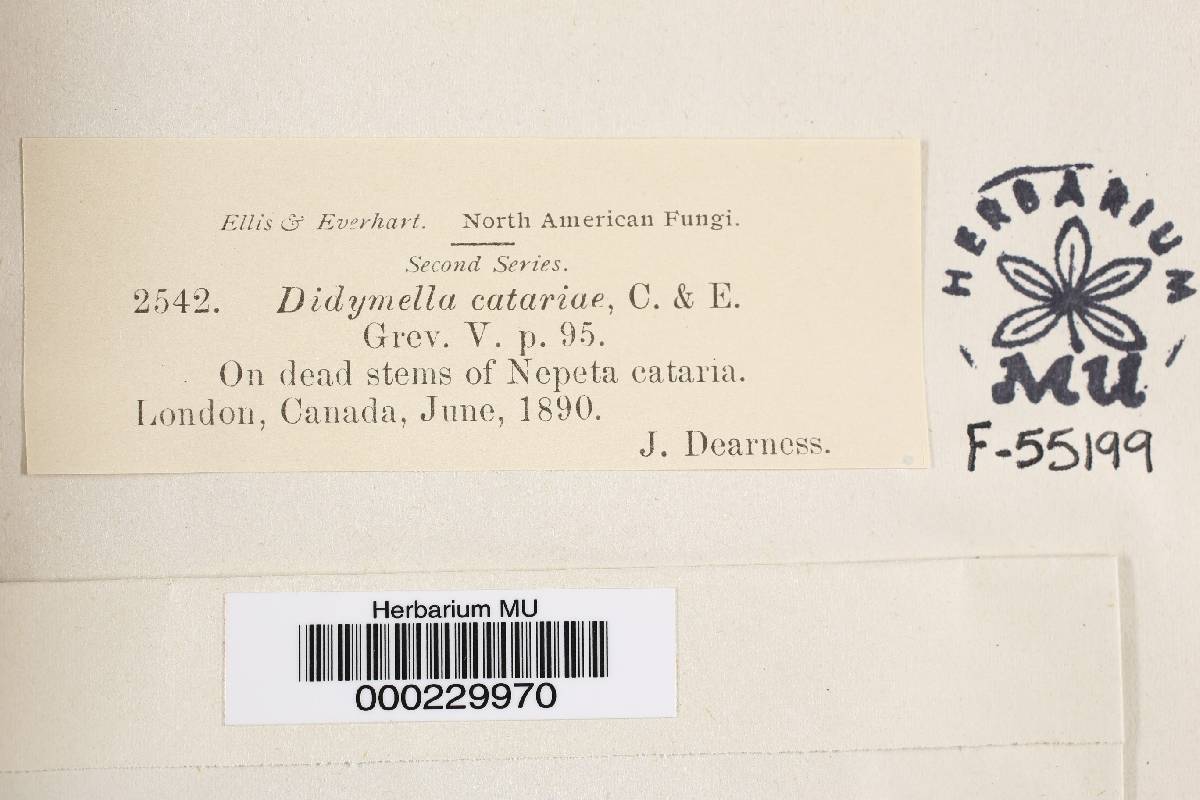 Ellis & Everhart. North American Fungi.
Second Series.
2542. Didymella catariae, C. & E.
Grev. V. p. 95.
On dead stems of Nepeta cataria.
London, Canada, June, 1890.
J. Dearness.
HERBARIUM
MU
F-55199
Herbarium MU
000229970